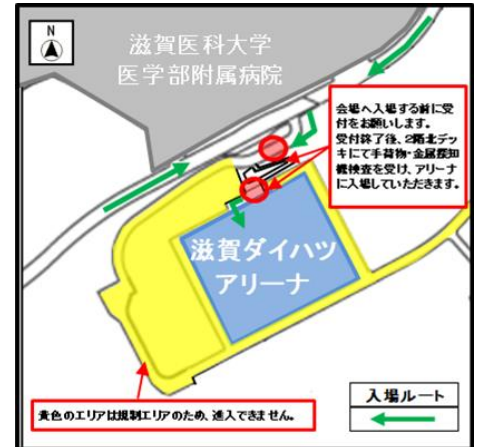 N
滋賀医科大学
医学部附属病院
会場へ入場する前に受
付をお願いします。
受付終了後、2階北デッ
キにて手荷物・金属探知
機検査を受け、アリーナ
に入場していただきます。
滋賀ダイハツ
アリーナ
黄色のエリアは規制エリアのため、進入できません。
入場ルート